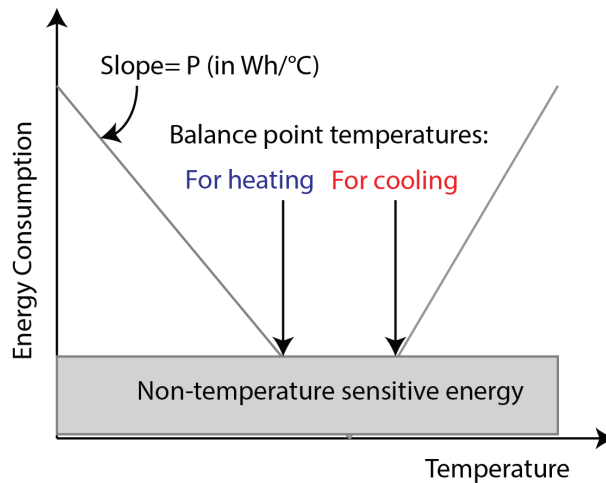 Slope= P (in Wh/°C)
Balance point temperatures:
For heating For cooling
Energy Consumption
Non-temperature sensitive energy
Temperature